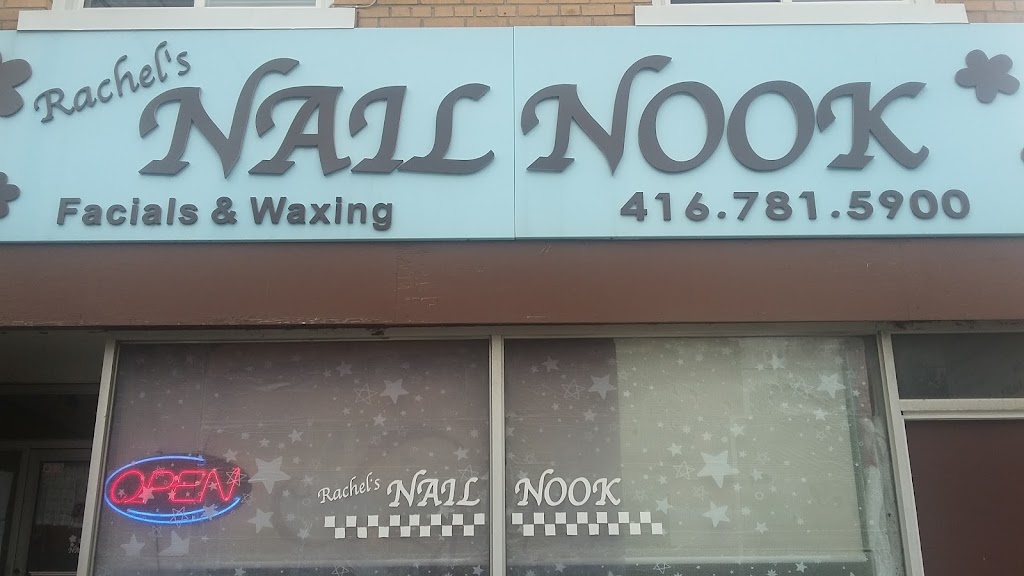 Rachel's
NAIL NOOK
Facials & Waxing
416.781.5900
OPEN
Rachel's NAIL NOOK